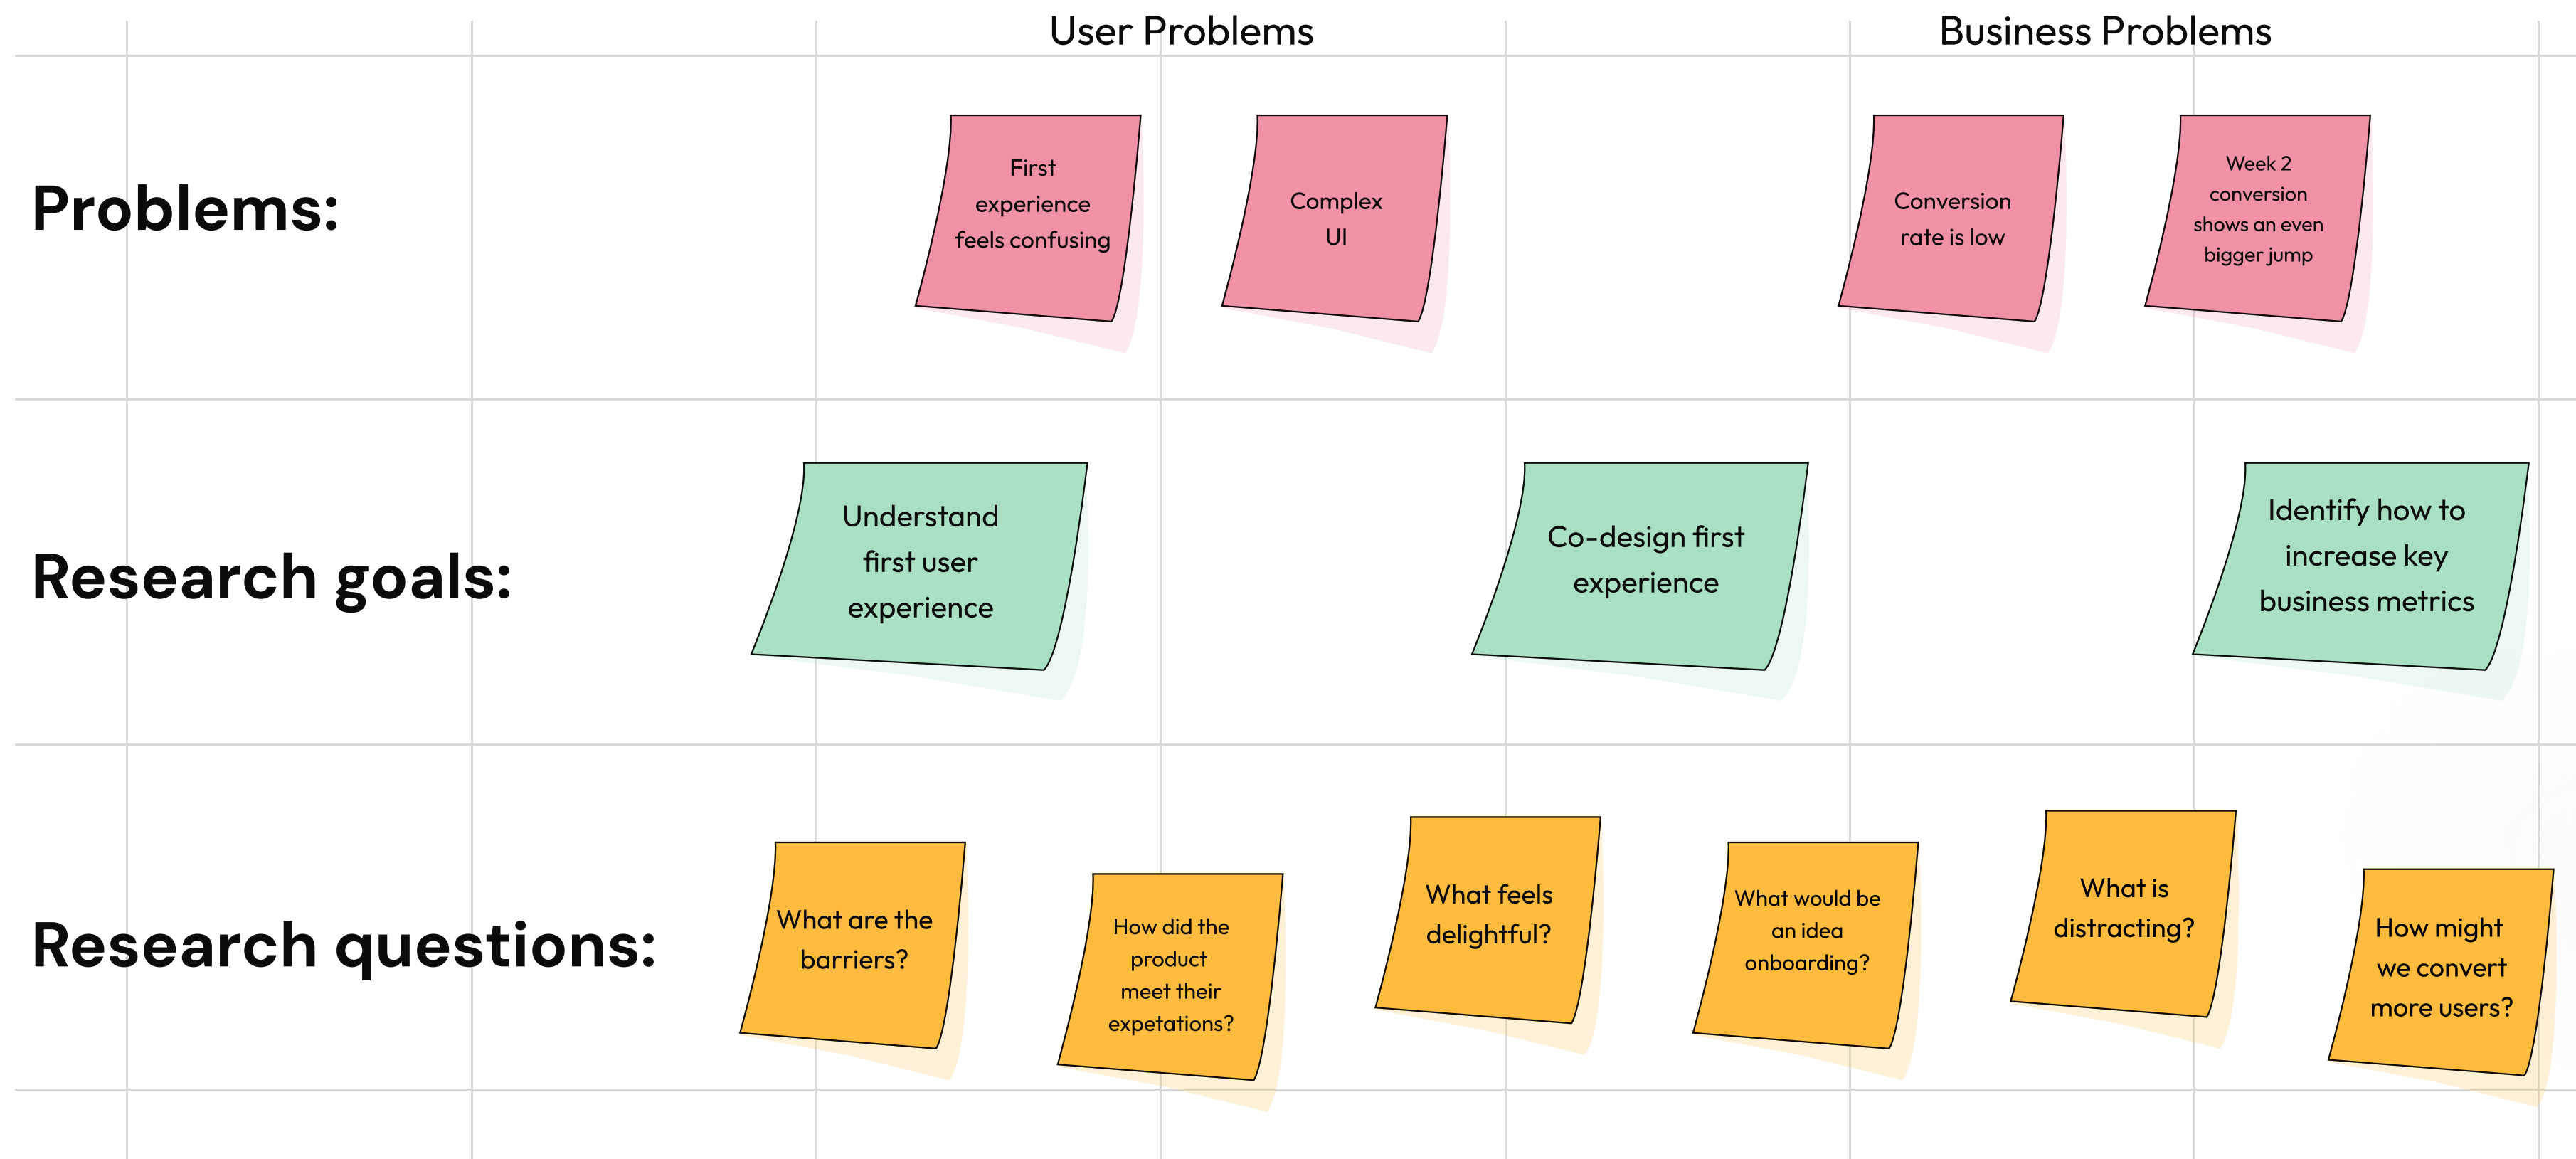 User Problems
Business Problems
Problems:
First
experience
feels confusing
Complex
UI
Conversion
rate is low
Week 2
conversion
shows an even
bigger jump
Research goals:
Understand
first user
experience
Co-design first
experience
Identify how to
increase key
business metrics
Research questions:
What are the
barriers?
How did the
product
meet their
expetations?
What feels
delightful?
What would be
an idea
onboarding?
What is
distracting?
How might
we convert
more users?